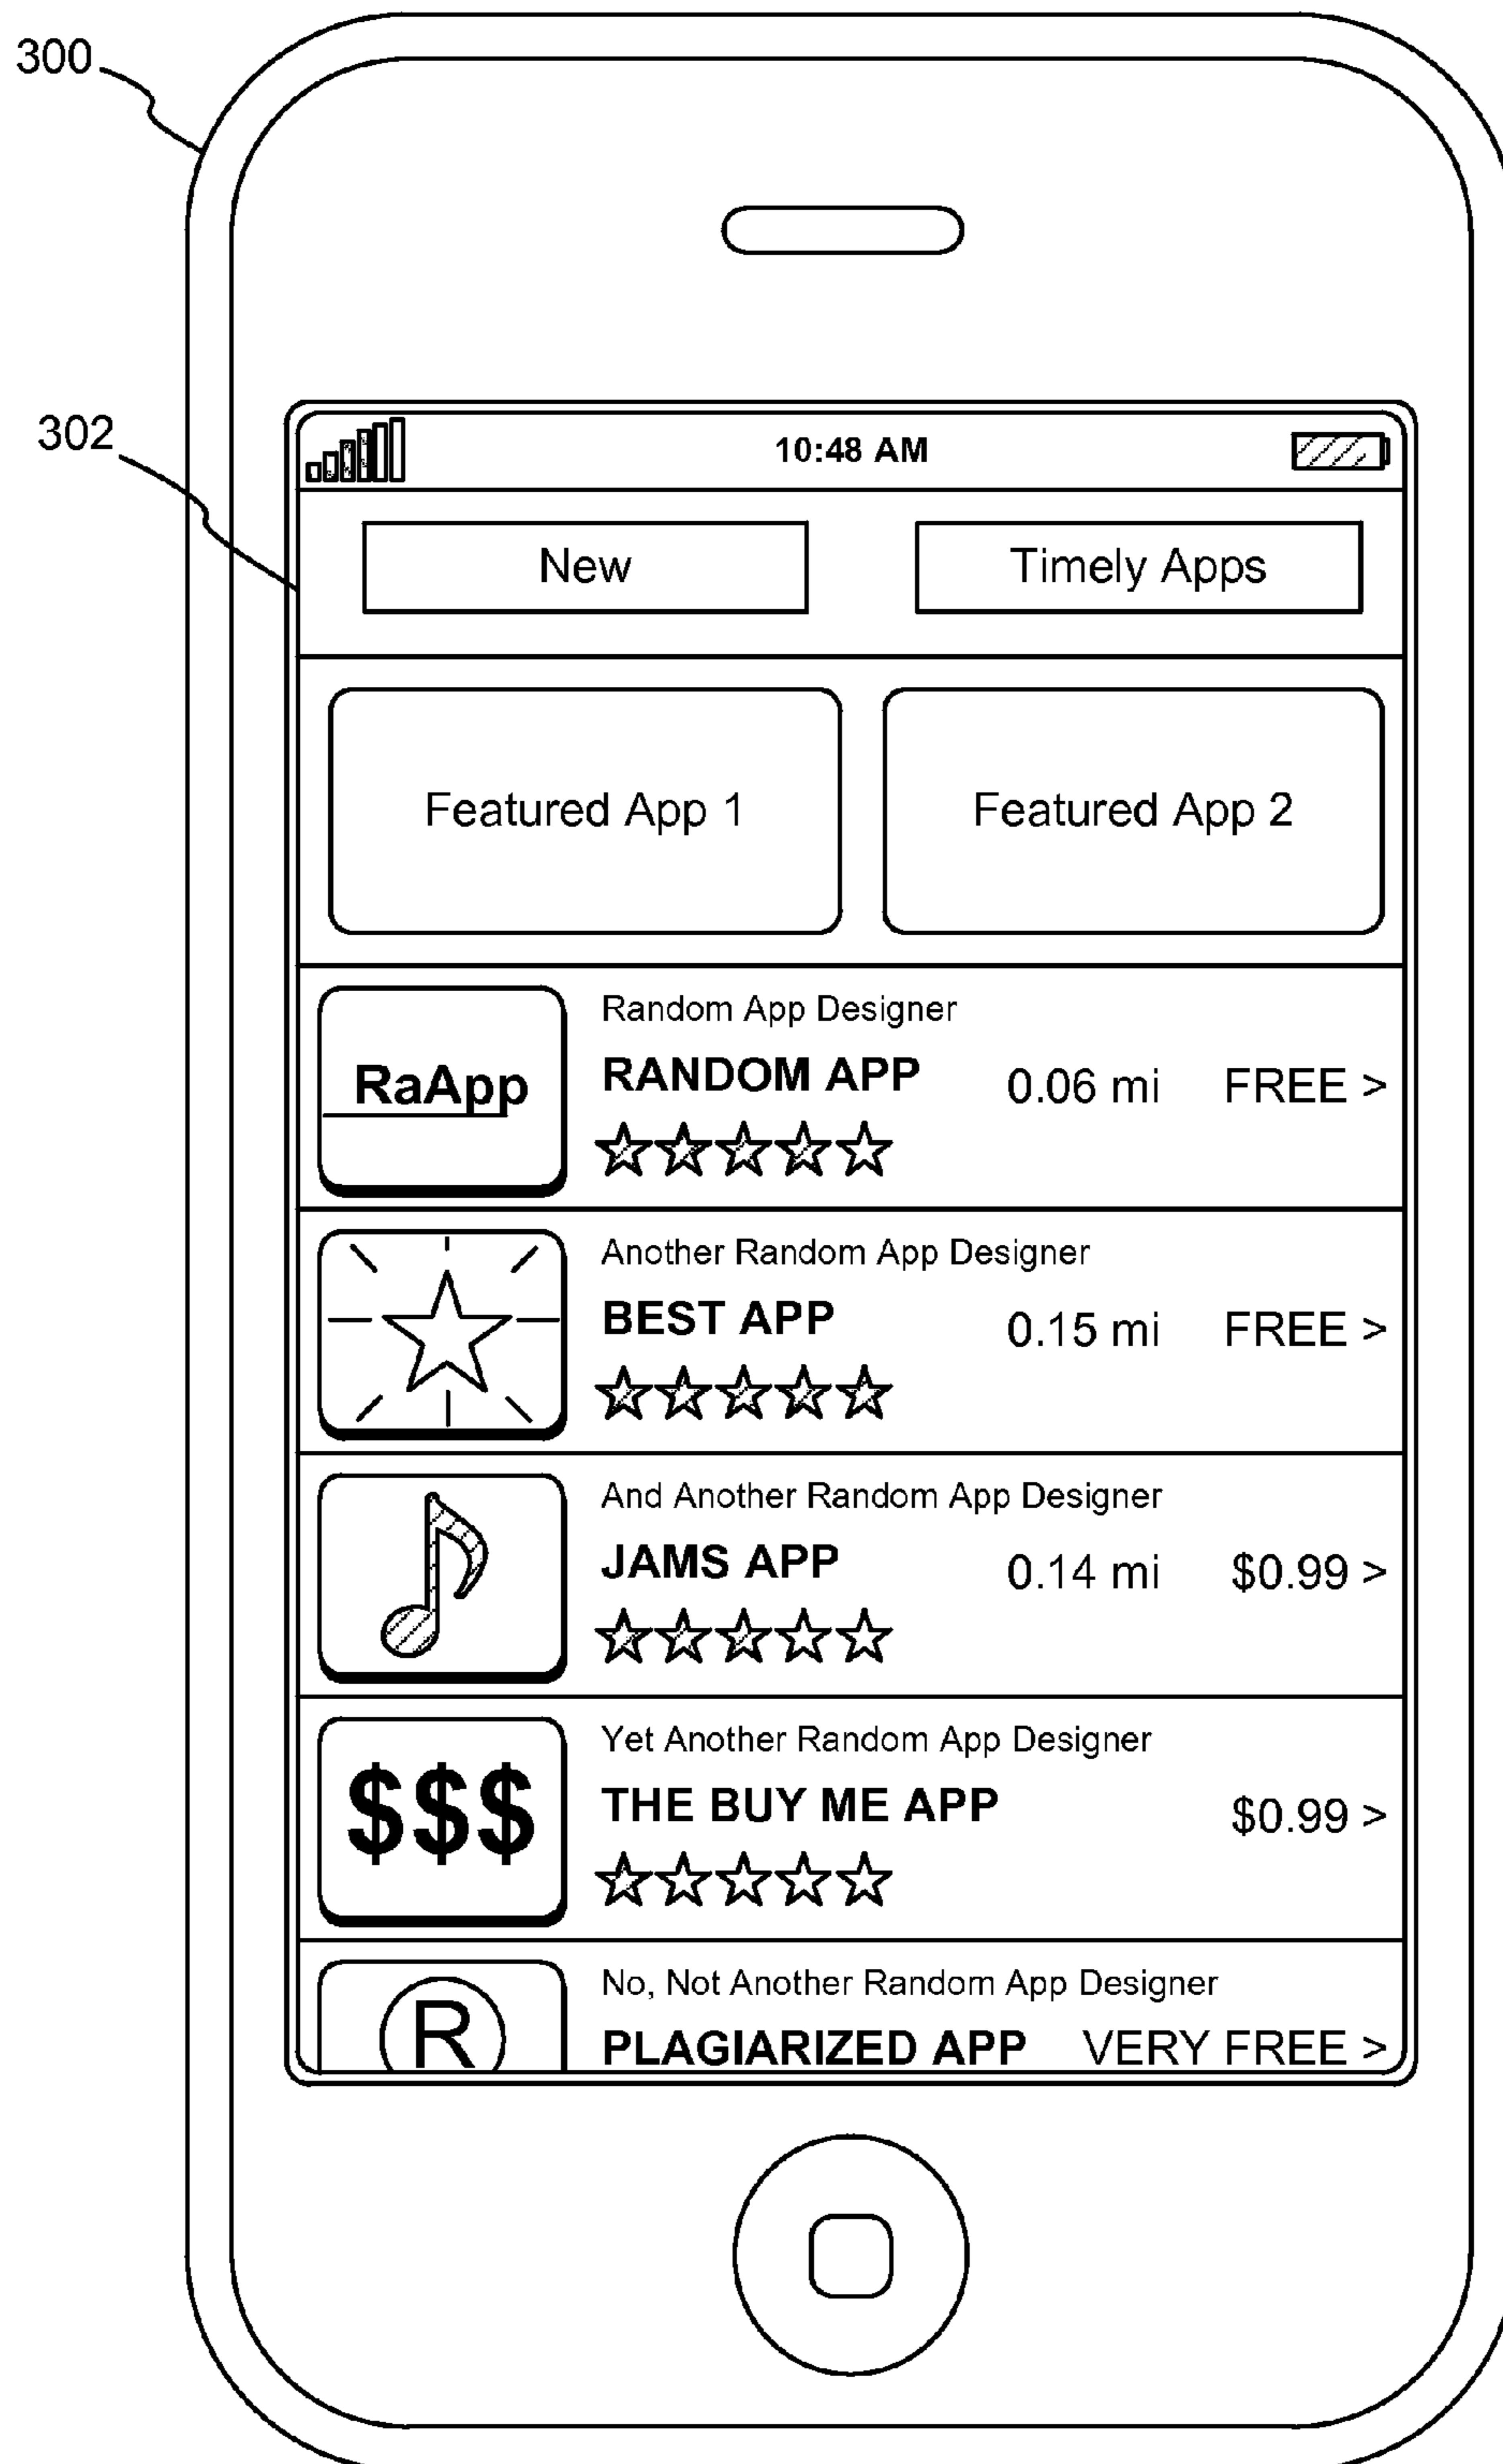 300
302
10:48 AM
New Timely Apps
Featured App 1 Featured App 2
Random App Designer
RaApp RANDOM APP 0.06 mi FREE >
Another Random App Designer
BEST APP 0.15 mi FREE >
And Another Random App Designer
JAMS APP 0.14 mi $0.99 >
Yet Another Random App Designer
$$$ THE BUY ME APP $0.99 >
No, Not Another Random App Designer
R PLAGIARIZED APP VERY FREE >